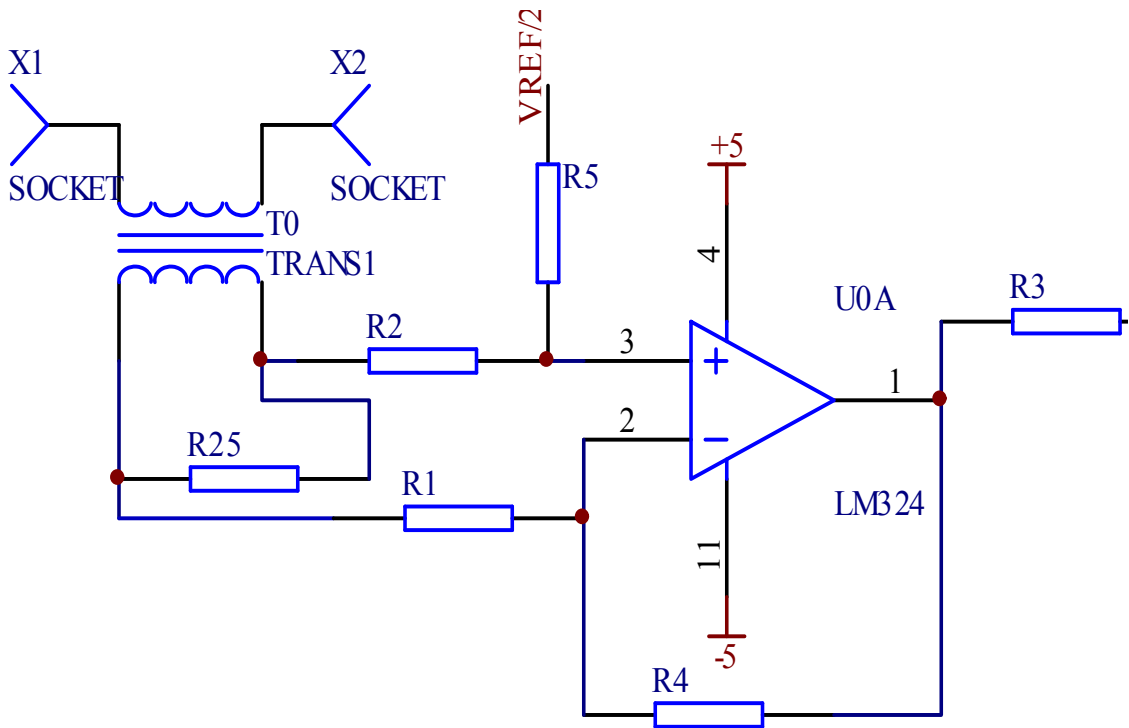 X1
X2
VREF/2
+5
SOCKET
SOCKET
R5
T0
TRANS1
4
U0A
R3
R2
3
1
2
R25
R1
LM324
11
-5
R4
+
−